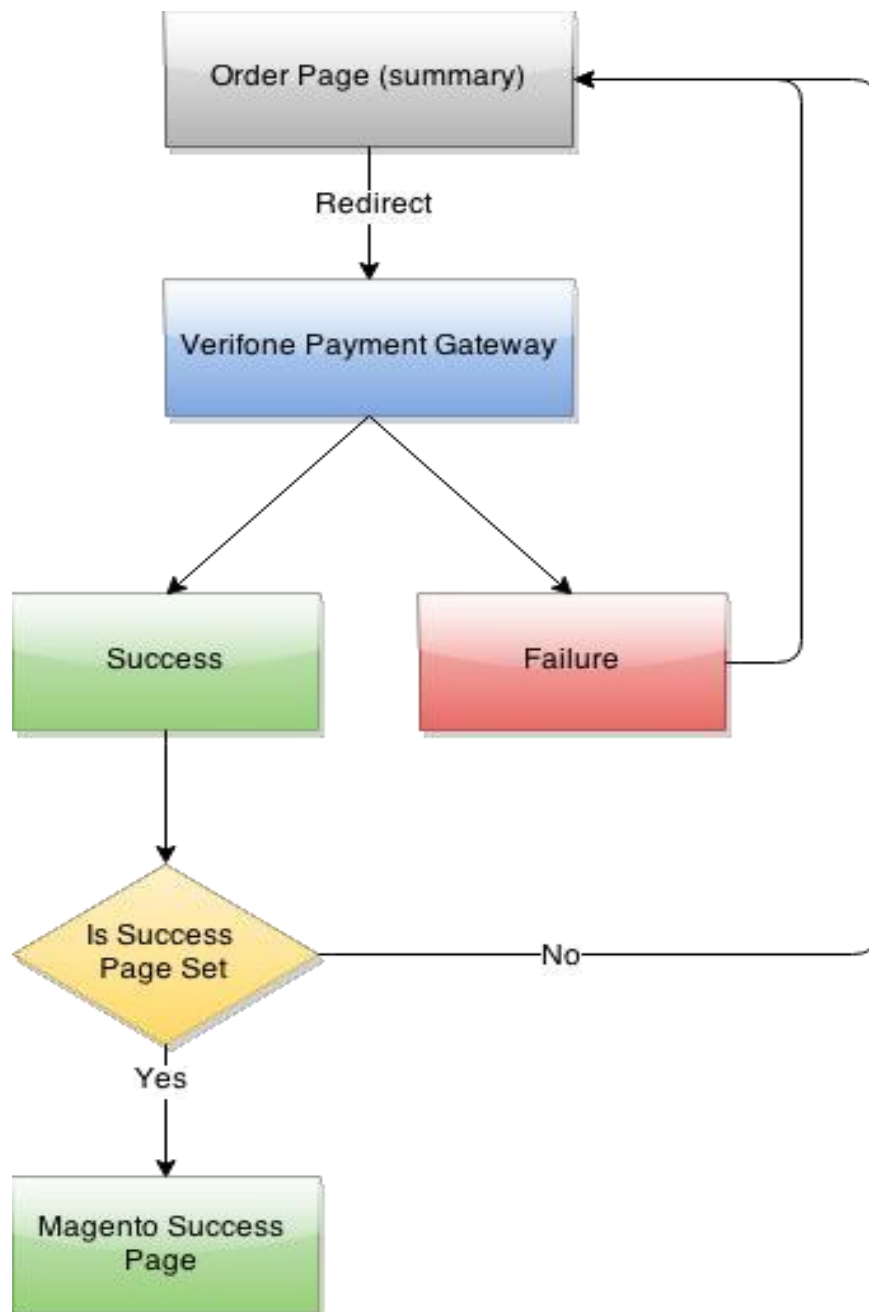 Order Page (summary)
Redirect
Verifone Payment Gateway
Success
Failure
Is Success
Page Set
No
Yes
Magento Success
Page